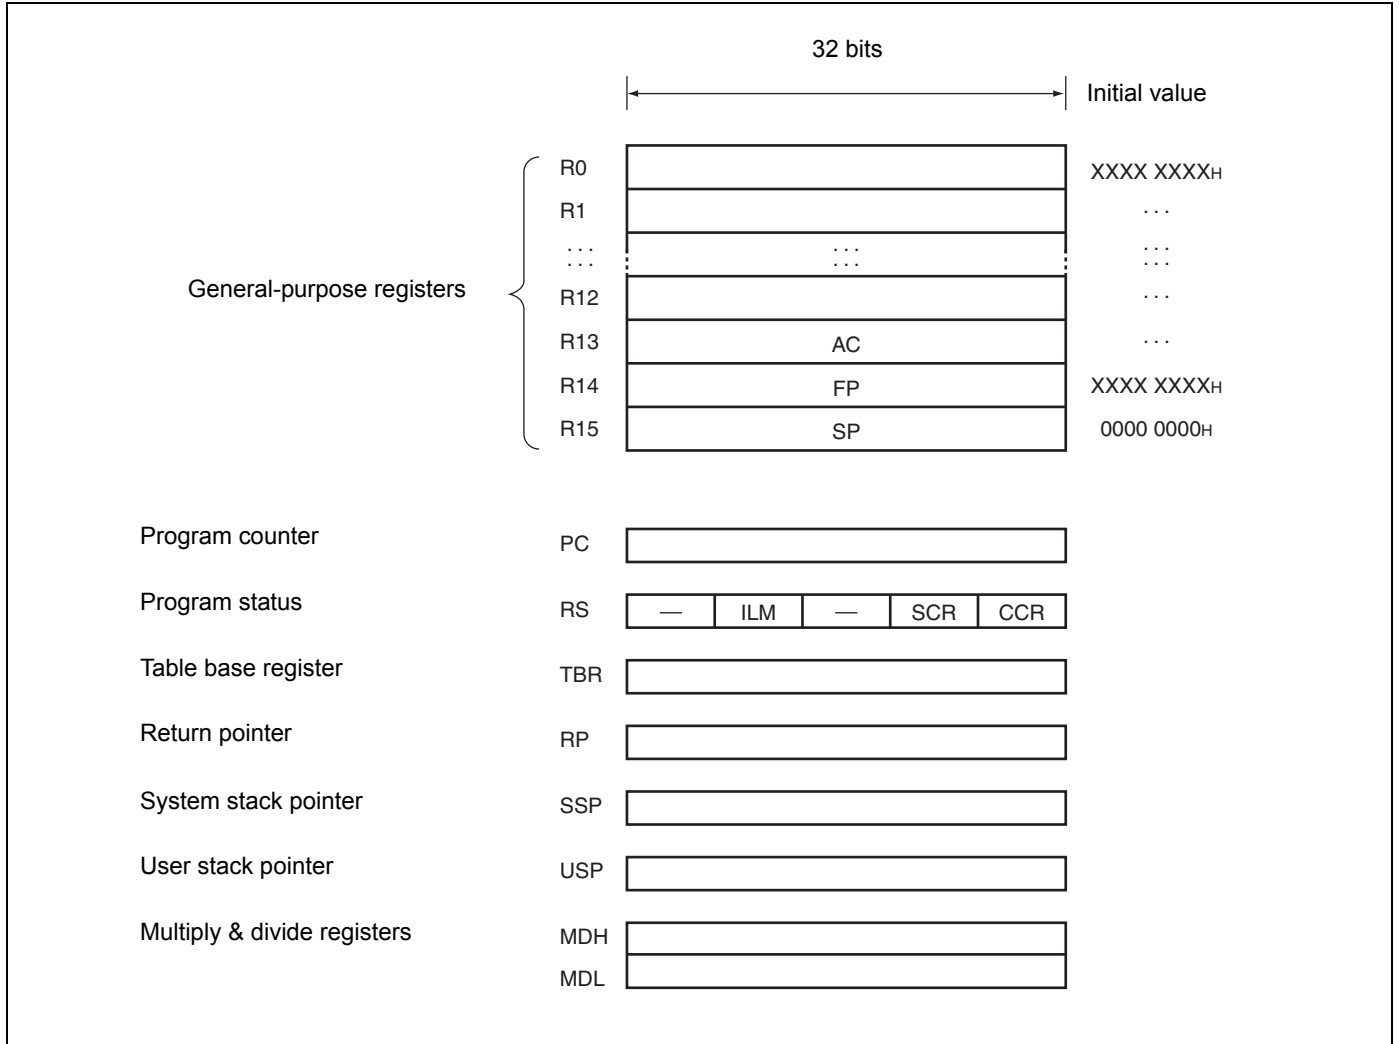 32 bits
Initial value
R0 XXXX XXXXH
R1 ...
... ... ...
... ... ...
General-purpose registers
R12 ...
R13 AC ...
R14 FP XXXX XXXXH
R15 SP 0000 0000H
Program counter PC
Program status RS — ILM — SCR CCR
Table base register TBR
Return pointer RP
System stack pointer SSP
User stack pointer USP
Multiply & divide registers MDH
MDL